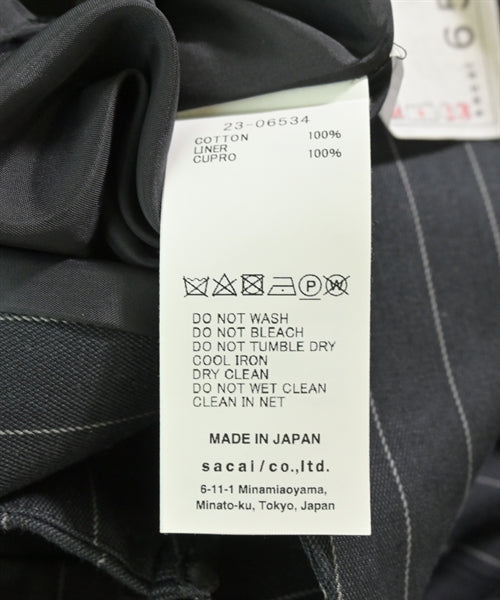 23-06534
COTTON 100%
LINER
CUPRO 100%
P W
DO NOT WASH
DO NOT BLEACH
DO NOT TUMBLE DRY
COOL IRON
DRY CLEAN
DO NOT WET CLEAN
CLEAN IN NET
MADE IN JAPAN
sacai/co.,ltd.
6-11-1 Minamiaoyama,
Minato-ku, Tokyo, Japan
sacai